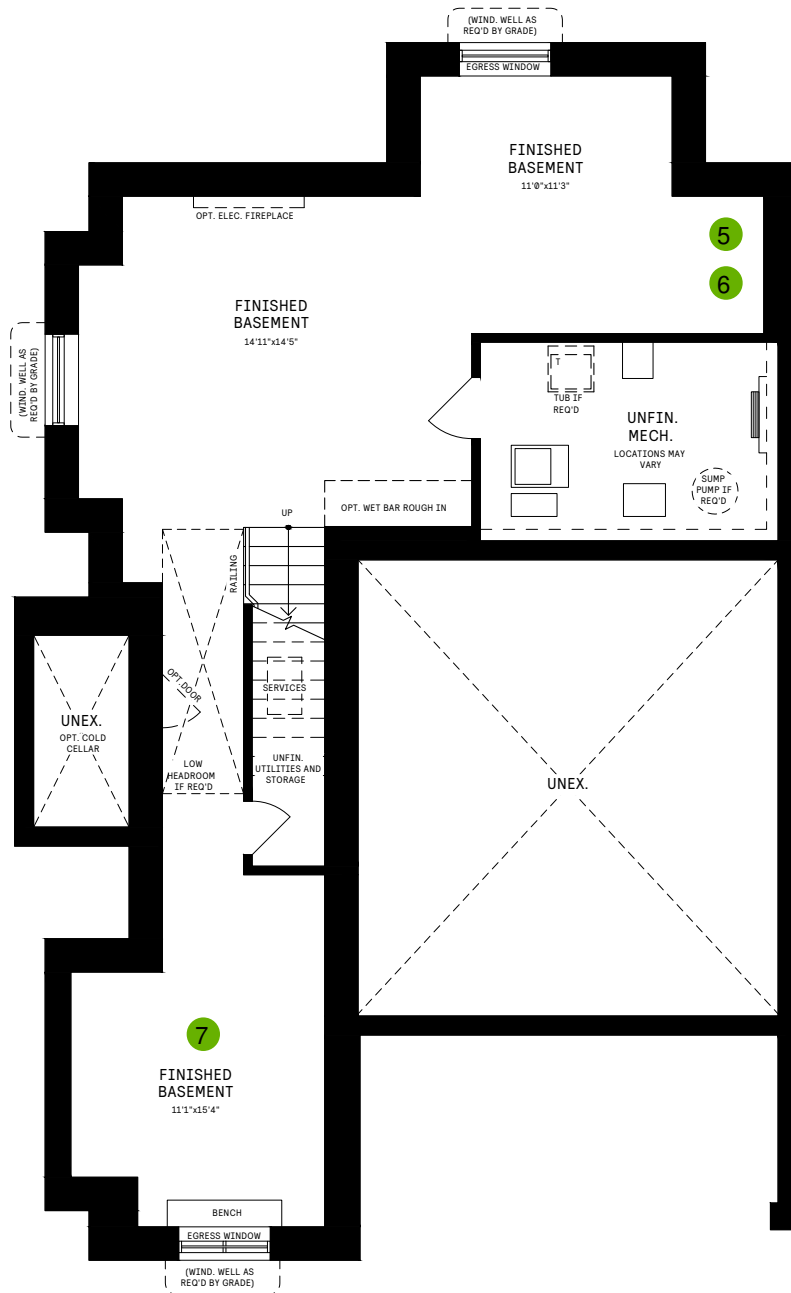 (WIND. WELL AS
REQ'D BY GRADE)
EGRESS WINDOW
FINISHED
BASEMENT
11'0"x11'3"
OPT. ELEC. FIREPLACE
5
6
FINISHED
BASEMENT
14'11"x14'5"
(WIND. WELL AS
REQ'D BY GRADE)
T
TUB IF
REQ'D
UNFIN.
MECH.
LOCATIONS MAY
VARY
SUMP
PUMP IF
REQ'D
OPT. WET BAR ROUGH IN
UP
RAILING
OPT.DOOR
SERVICES
UNEX.
OPT. COLD
CELLAR
LOW
HEADROOM
IF REQ'D
UNFIN.
UTILITIES AND
STORAGE
UNEX.
7
FINISHED
BASEMENT
11'1"x15'4"
BENCH
EGRESS WINDOW
(WIND. WELL AS
REQ'D BY GRADE)